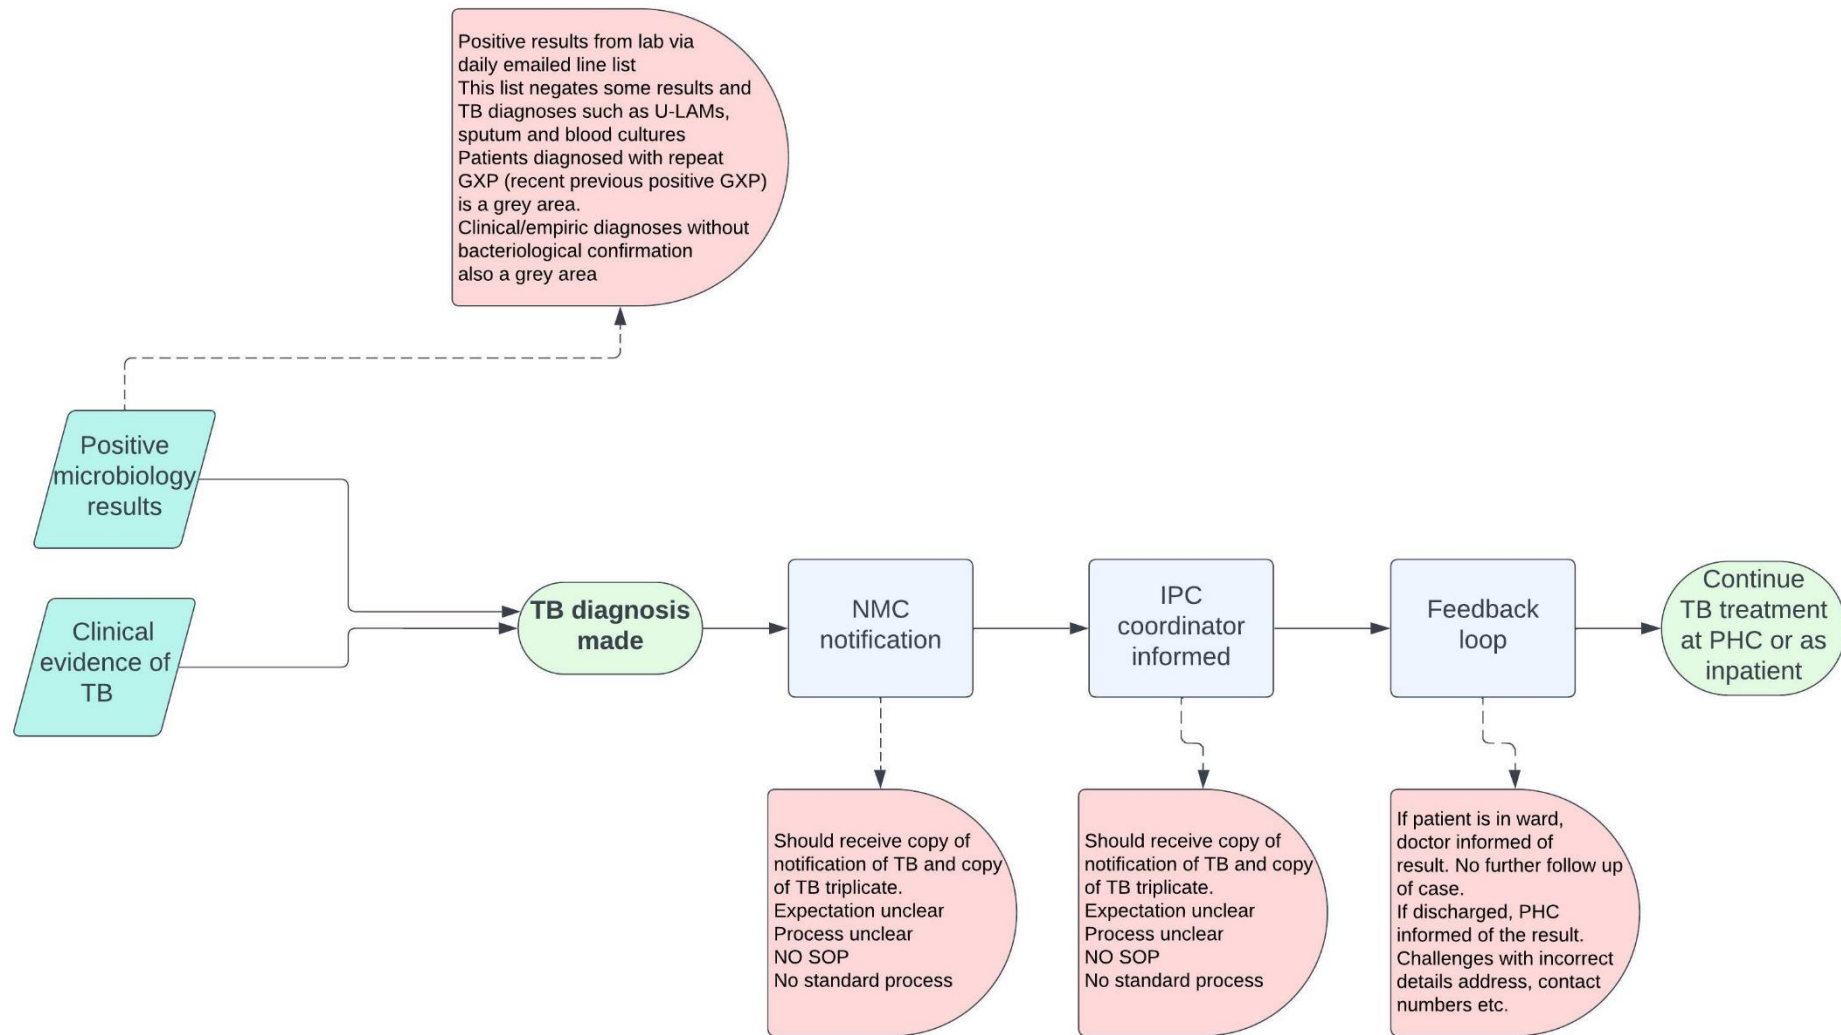 Positive results from lab via
daily emailed line list
This list negates some results and
TB diagnoses such as U-LAMs,
sputum and blood cultures
Patients diagnosed with repeat
GXP (recent previous positive GXP)
is a grey area.
Clinical/empiric diagnoses without
bacteriological confirmation
also a grey area
Positive
microbiology
results
Clinical
evidence of
TB
TB diagnosis
made
NMC
notification
IPC
coordinator
informed
Feedback
loop
Continue
TB treatment
at PHC or as
inpatient
Should receive copy of
notification of TB and copy
of TB triplicate.
Expectation unclear
Process unclear
NO SOP
No standard process
Should receive copy of
notification of TB and copy
of TB triplicate.
Expectation unclear
Process unclear
NO SOP
No standard process
If patient is in ward,
doctor informed of
result. No further follow up
of case.
If discharged, PHC
informed of the result.
Challenges with incorrect
details address, contact
numbers etc.